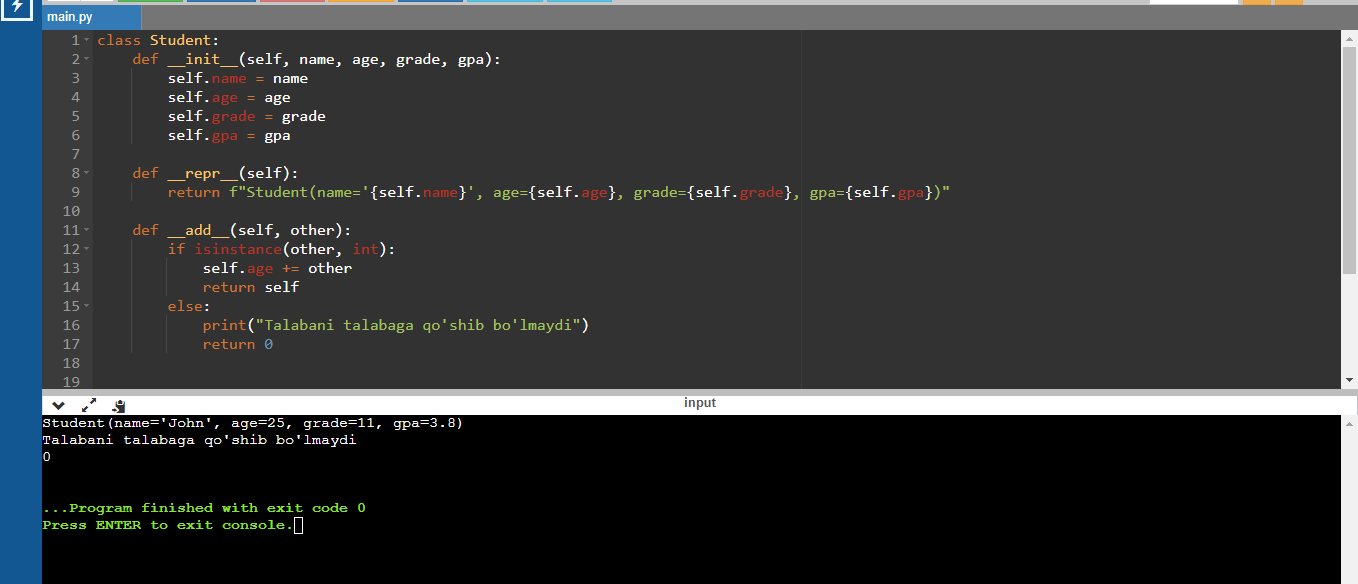 main.py
1 class Student:
2     def __init__(self, name, age, grade, gpa):
3         self.name = name
4         self.age = age
5         self.grade = grade
6         self.gpa = gpa
7
8     def __repr__(self):
9         return f"Student(name='{self.name}', age={self.age}, grade={self.grade}, gpa={self.gpa})"
10
11     def __add__(self, other):
12         if isinstance(other, int):
13             self.age += other
14             return self
15         else:
16             print("Talabani talabaga qo'shib bo'lmaydi")
17             return 0
18
19
input
Student(name='John', age=25, grade=11, gpa=3.8)
Talabani talabaga qo'shib bo'lmaydi
0
...Program finished with exit code 0
Press ENTER to exit console.